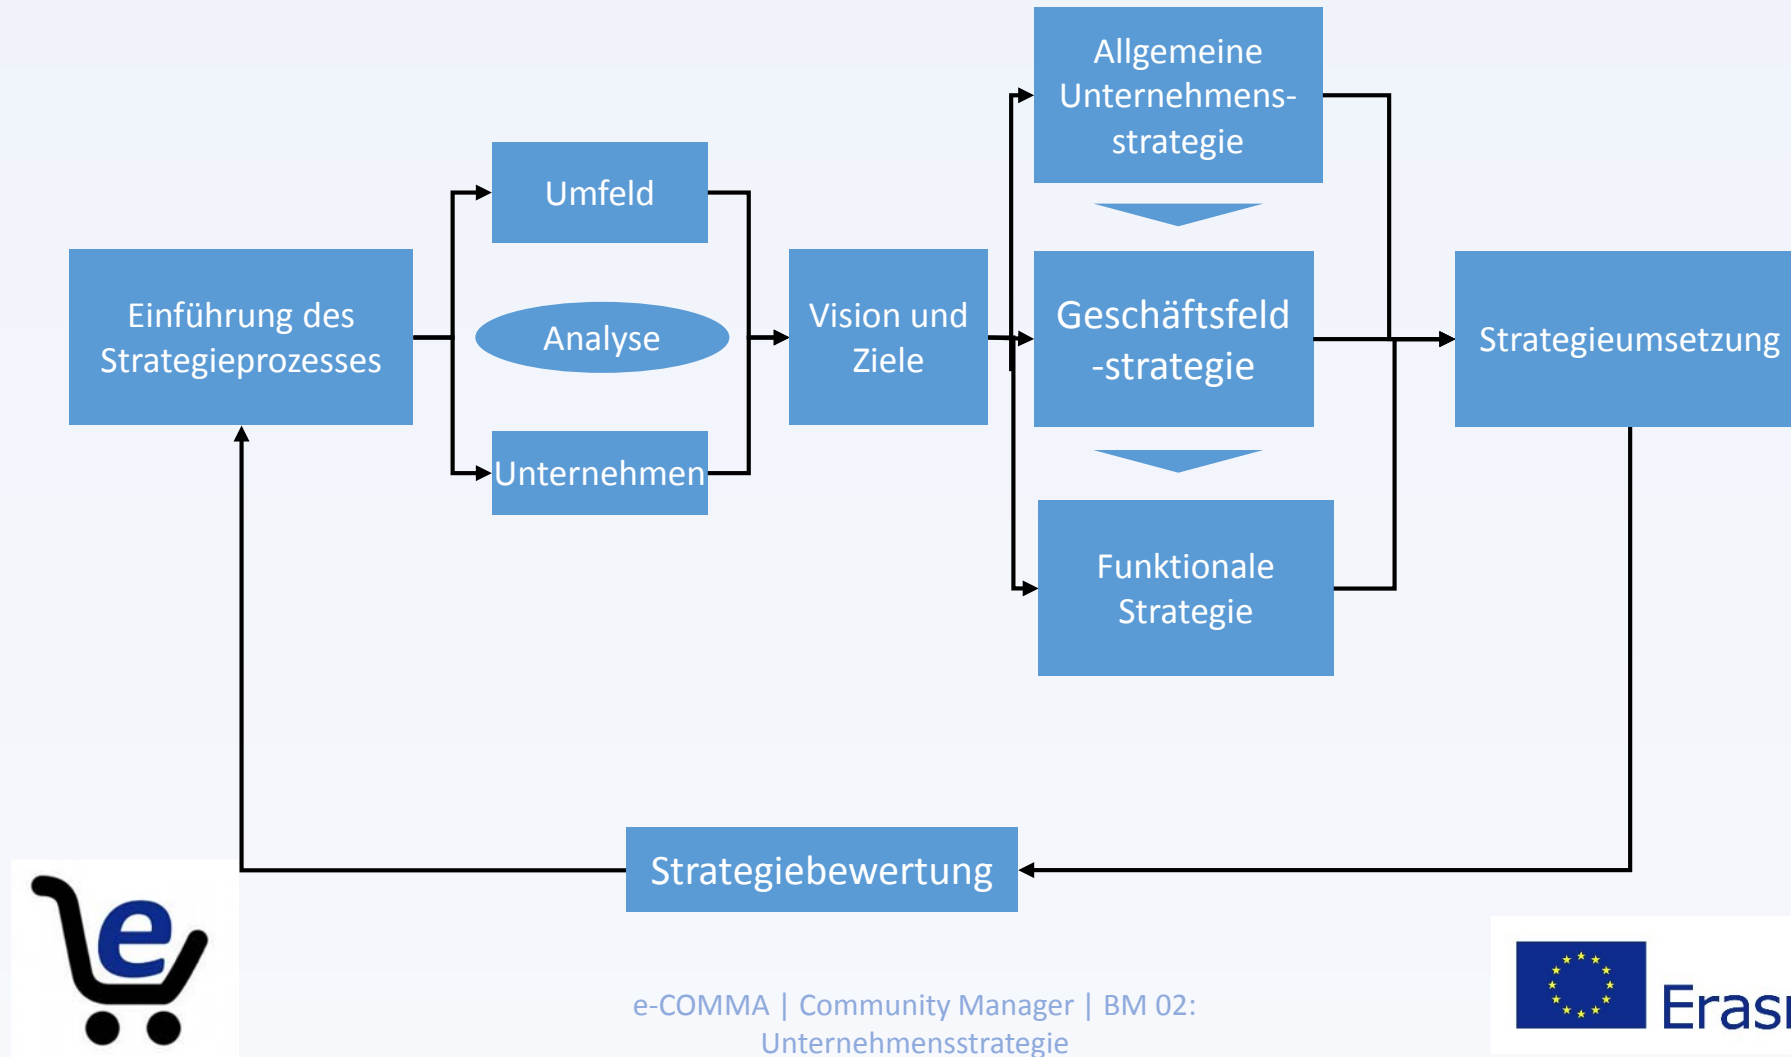 Einführung des
Strategieprozesses
Umfeld
Analyse
Unternehmen
Vision und
Ziele
Allgemeine
Unternehmens-
strategie
Geschäftsfeld
-strategie
Funktionale
Strategie
Strategieumsetzung
Strategiebewertung
e
e-COMMA | Community Manager | BM 02:
Unternehmensstrategie